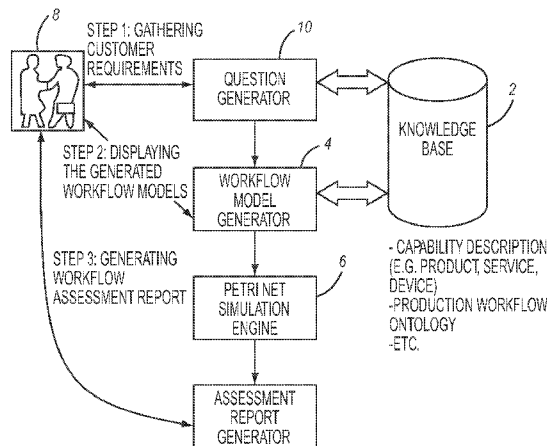 8
STEP 1: GATHERING
CUSTOMER
REQUIREMENTS
10
QUESTION
GENERATOR
2
KNOWLEDGE
BASE
STEP 2: DISPLAYING
THE GENERATED
WORKFLOW MODELS
4
WORKFLOW
MODEL
GENERATOR
STEP 3: GENERATING
WORKFLOW
ASSESSMENT REPORT
6
PETRI NET
SIMULATION
ENGINE
- CAPABILITY DESCRIPTION
(E.G. PRODUCT, SERVICE,
DEVICE)
-PRODUCTION WORKFLOW
ONTOLOGY
-ETC.
ASSESSMENT
REPORT
GENERATOR